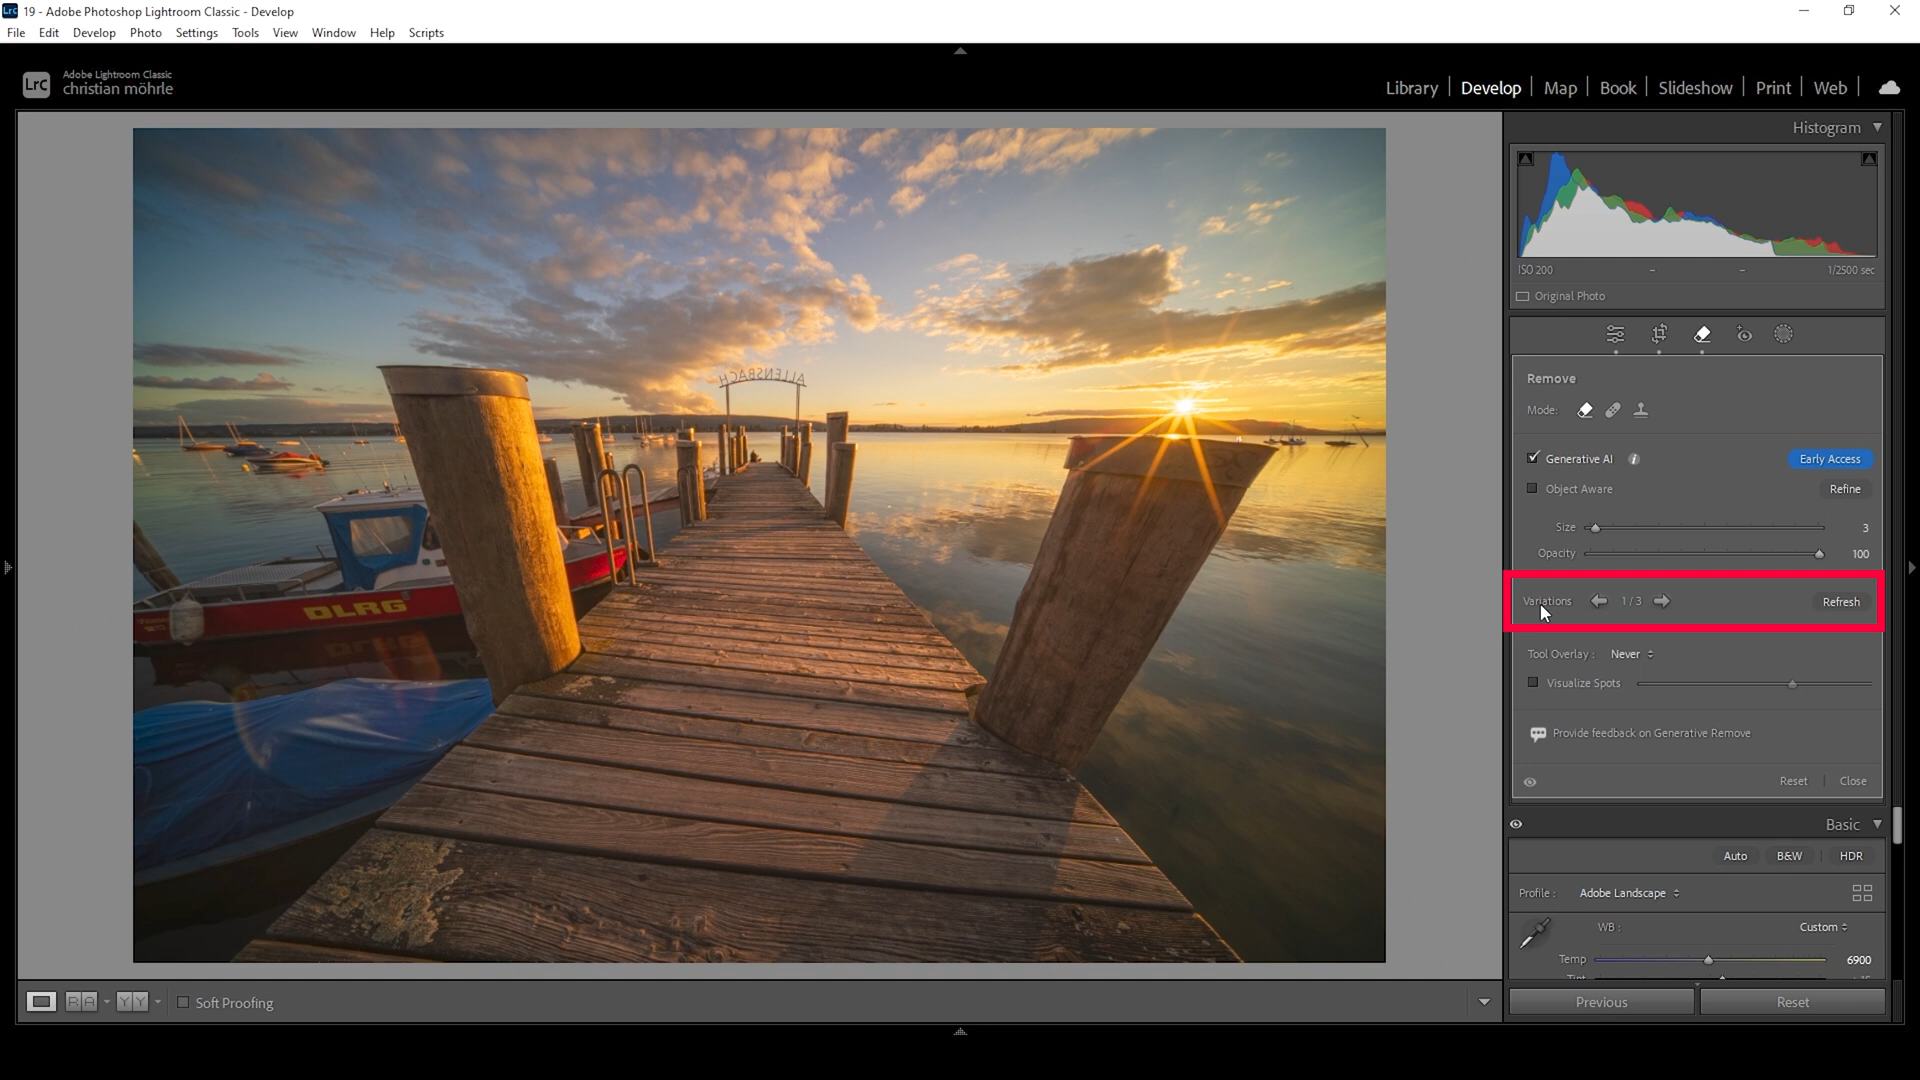 19 - Adobe Photoshop Lightroom Classic - Develop
File Edit Develop Photo Settings Tools View Window Help Scripts
LrC Adobe Lightroom Classic
christian möhrle
Library Develop Map Book Slideshow Print Web
Histogram
ISO 200 - - 1/2500 sec
Original Photo
ALLENSBACH
DLRG
Remove
Mode:
Generative AI Early Access
Object Aware Refine
Size 3
Opacity 100
Variations 1 / 3 Refresh
Tool Overlay : Never
Visualize Spots
Provide feedback on Generative Remove
Reset Close
Basic
Auto B&W HDR
Profile : Adobe Landscape
WB : Custom
Temp 6900
Soft Proofing
Previous Reset